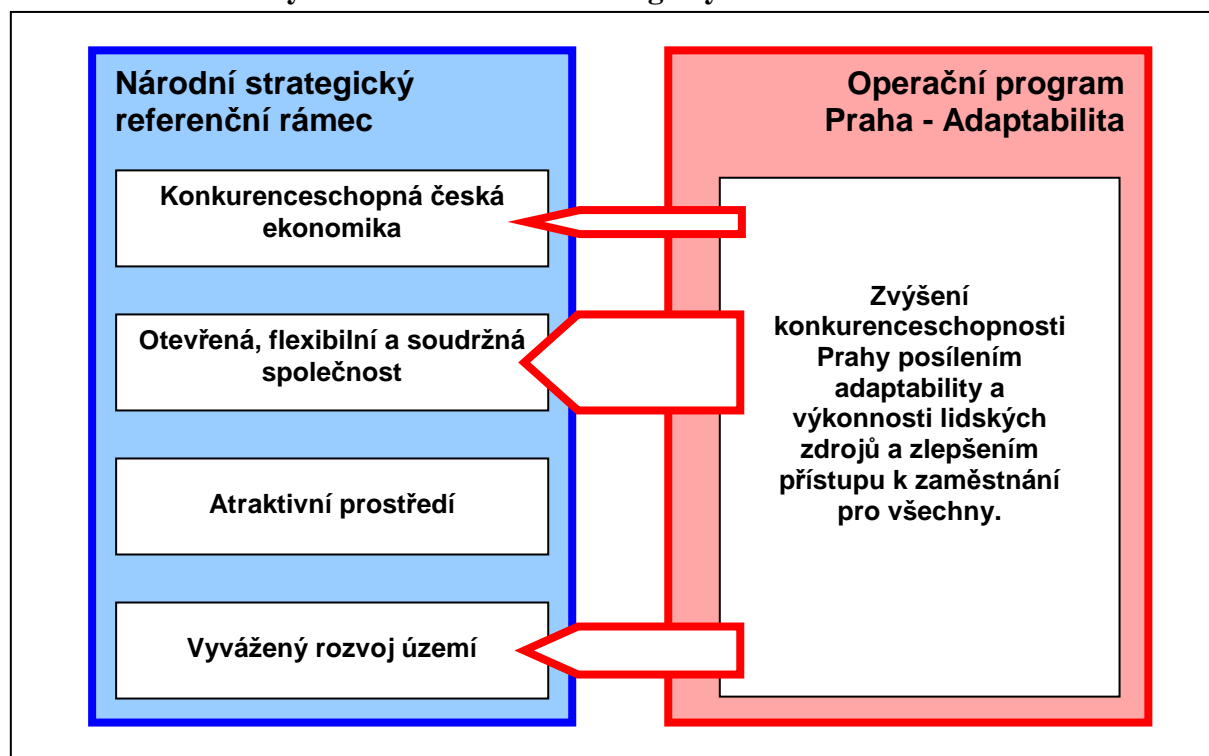 Národní strategický
referenční rámec
Konkurenceschopná česká
ekonomika
Otevřená, flexibilní a soudržná
společnost
Atraktivní prostředí
Vyvážený rozvoj území
Operační program
Praha - Adaptabilita
Zvýšení
konkurenceschopnosti
Prahy posílením
adaptability a
výkonnosti lidských
zdrojů a zlepšením
přístupu k zaměstnání
pro všechny.